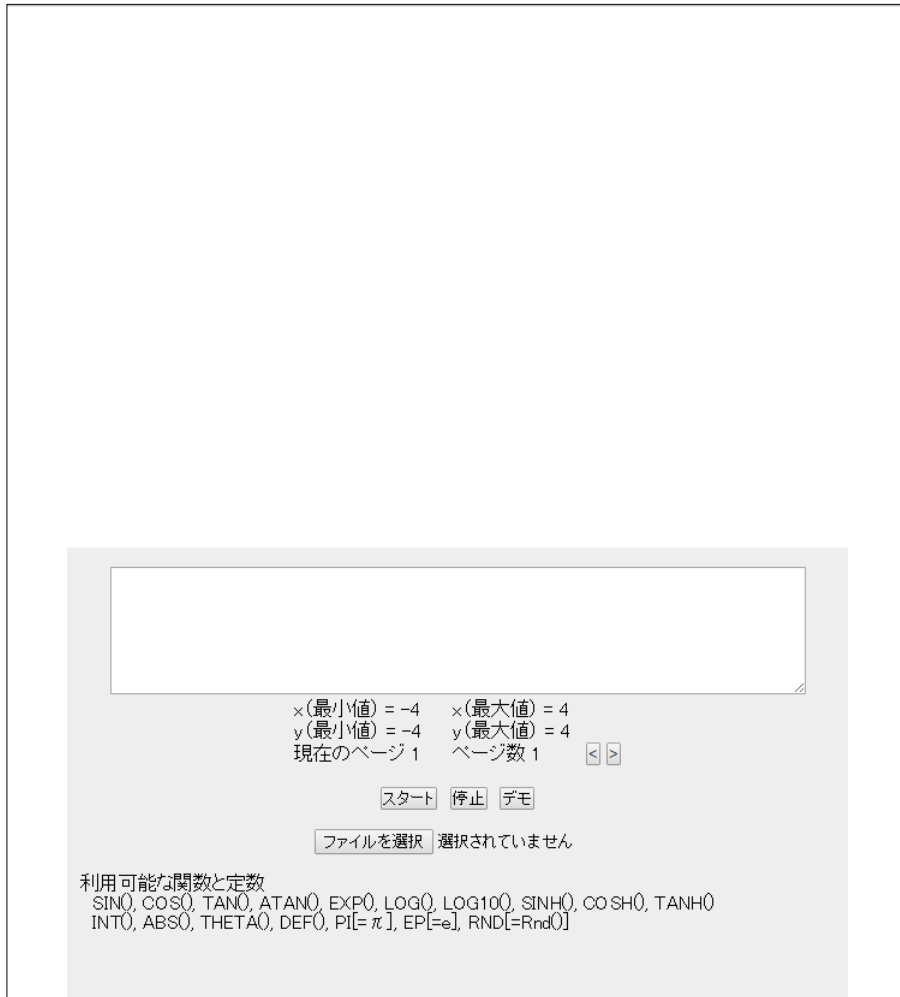 x(最小値) = -4 x(最大値) = 4
y(最小値) = -4 y(最大値) = 4
現在のページ 1 ページ数 1 < >
スタート 停止 デモ
ファイルを選択 選択されていません
利用可能な関数と定数
SIN(), COS(), TAN(), ATAN(), EXP(), LOG(), LOG10(), SINH(), COSH(), TANH()
INT(), ABS(), THETA(), DEF(), PI[=π], EP[=e], RND[=Rnd()]